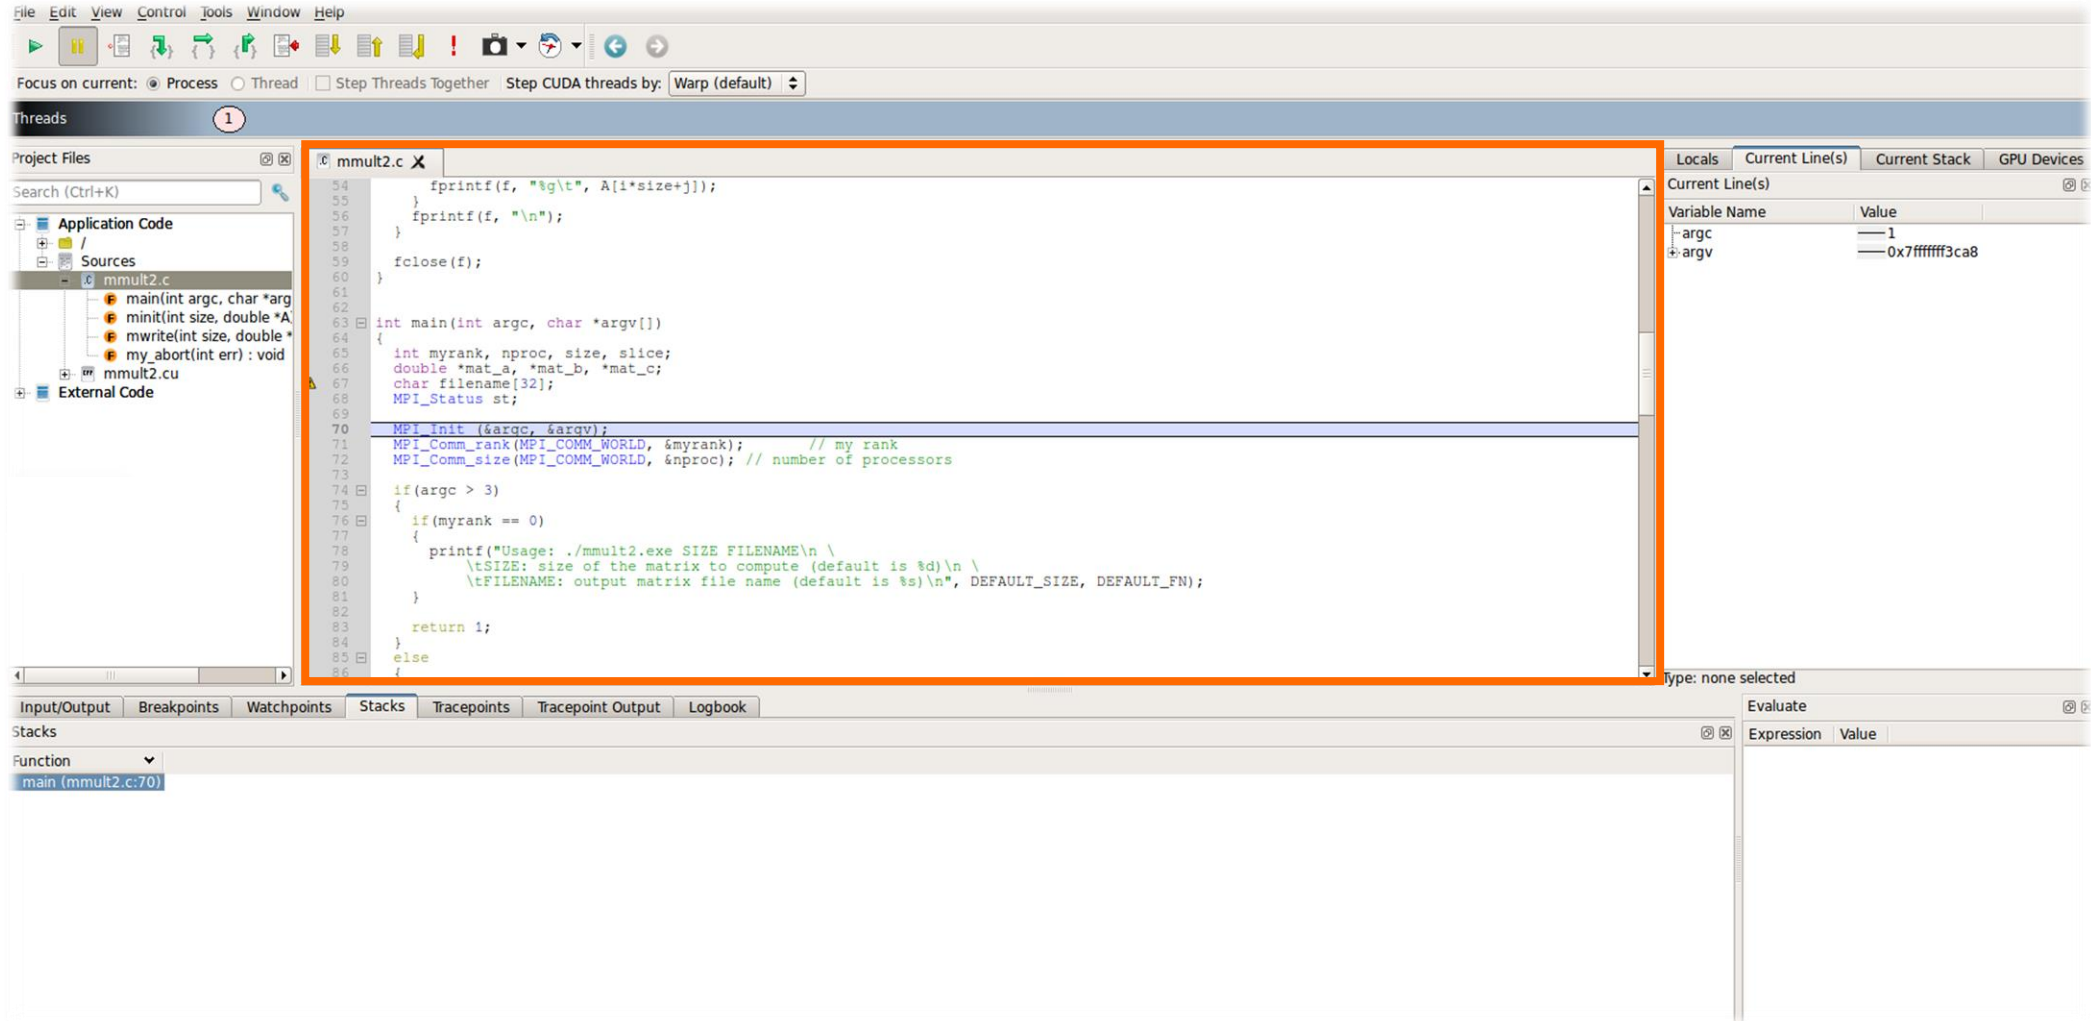 File Edit View Control Tools Window Help
Focus on current: Process Thread Step Threads Together Step CUDA threads by: Warp (default)
Threads 1
Project Files
Search (Ctrl+K)
Application Code
/
Sources
mmult2.c
main(int argc, char *arg
minit(int size, double *A
mwrite(int size, double *
my_abort(int err) : void
mmult2.cu
External Code
mmult2.c
54 fprintf(f, "%g\t", A[i*size+j]);
55 }
56 fprintf(f, "\n");
57 }
58
59 fclose(f);
60 }
61
62
63 int main(int argc, char *argv[])
64 {
65 int myrank, nproc, size, slice;
66 double *mat_a, *mat_b, *mat_c;
67 char filename[32];
68 MPI_Status st;
69
70 MPI_Init (&argc, &argv);
71 MPI_Comm_rank(MPI_COMM_WORLD, &myrank); // my rank
72 MPI_Comm_size(MPI_COMM_WORLD, &nproc); // number of processors
73
74 if(argc > 3)
75 {
76 if(myrank == 0)
77 {
78 printf("Usage: ./mmult2.exe SIZE FILENAME\n \
79 \tSIZE: size of the matrix to compute (default is %d)\n \
80 \tFILENAME: output matrix file name (default is %s)\n", DEFAULT_SIZE, DEFAULT_FN);
81 }
82
83 return 1;
84 }
85 else
86 {
Locals Current Line(s) Current Stack GPU Devices
Current Line(s)
Variable Name Value
argc 1
argv 0x7fffffff3ca8
Type: none selected
Input/Output Breakpoints Watchpoints Stacks Tracepoints Tracepoint Output Logbook
Stacks
Function
main (mmult2.c:70)
Evaluate
Expression Value